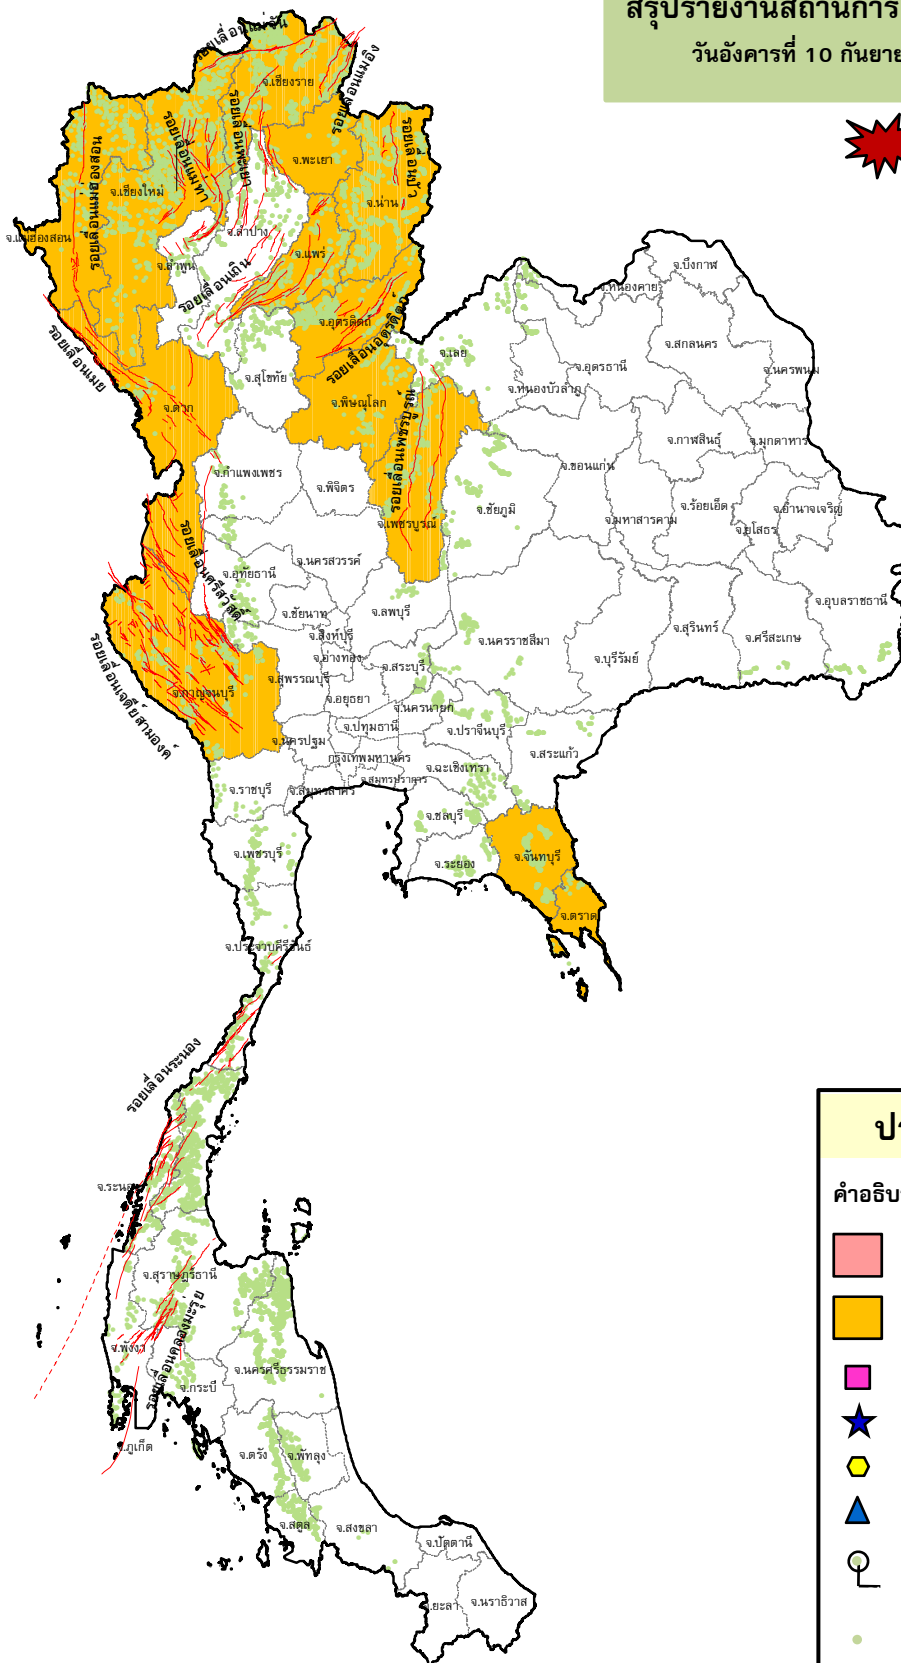 สรุปรายงานสถานการ
วันอังคารที่ 10 กันยาย
รอยเลื่อนแม่จัน
รอยเลื่อนแม่อิง
จ.เชียงราย
รอยเลื่อนพะเยา
รอยเลื่อนแม่ทา
รอยเลื่อนปัว
รอยเลื่อนแม่ฮ่องสอน
จ.พะเยา
จ.เชียงใหม่
จ.น่าน
จ.แม่ฮ่องสอน
จ.ลำปาง
จ.แพร่
จ.ลำพูน
รอยเลื่อนเถิน
จ.บึงกาฬ
จ.หนองคาย
จ.อุตรดิตถ์
รอยเลื่อนอุตรดิตถ์
รอยเลื่อนเมย
จ.สกลนคร
จ.เลย
จ.อุดรธานี
จ.นครพนม
จ.สุโขทัย
จ.หนองบัวลำภู
จ.ตาก
จ.พิษณุโลก
รอยเลื่อนเพชรบูรณ์
จ.กาฬสินธุ์
จ.มุกดาหาร
จ.กำแพงเพชร
จ.ขอนแก่น
จ.พิจิตร
จ.ชัยภูมิ
จ.ร้อยเอ็ด
จ.อำนาจเจริญ
จ.เพชรบูรณ์
จ.มหาสารคาม
จ.ยโสธร
รอยเลื่อนศรีสวัสดิ์
จ.นครสวรรค์
จ.อุทัยธานี
จ.อุบลราชธานี
จ.ชัยนาท
จ.ลพบุรี
จ.สิงห์บุรี
จ.นครราชสีมา
จ.สุรินทร์
จ.ศรีสะเกษ
จ.อ่างทอง
จ.สระบุรี
จ.บุรีรัมย์
จ.สุพรรณบุรี
รอยเลื่อนเจดีย์สามองค์
จ.กาญจนบุรี
จ.อยุธยา
จ.นครนายก
จ.ปทุมธานี
จ.ปราจีนบุรี
จ.นครปฐม
จ.สระแก้ว
กรุงเทพมหานคร
จ.ฉะเชิงเทรา
จ.สมุทรปราการ
จ.ราชบุรี
จ.สมุทรสาคร
จ.ชลบุรี
จ.เพชรบุรี
จ.ระยอง
จ.จันทบุรี
จ.ตราด
จ.ประจวบคีรีขันธ์
รอยเลื่อนระนอง
จ.ระนอง
จ.สุราษฎร์ธานี
จ.พังงา
รอยเลื่อนคลองมะรุ่ย
จ.นครศรีธรรมราช
จ.กระบี่
จ.ภูเก็ต
จ.ตรัง
จ.พัทลุง
จ.สตูล
จ.สงขลา
จ.ปัตตานี
จ.ยะลา
จ.นราธิวาส
คำอธิบ